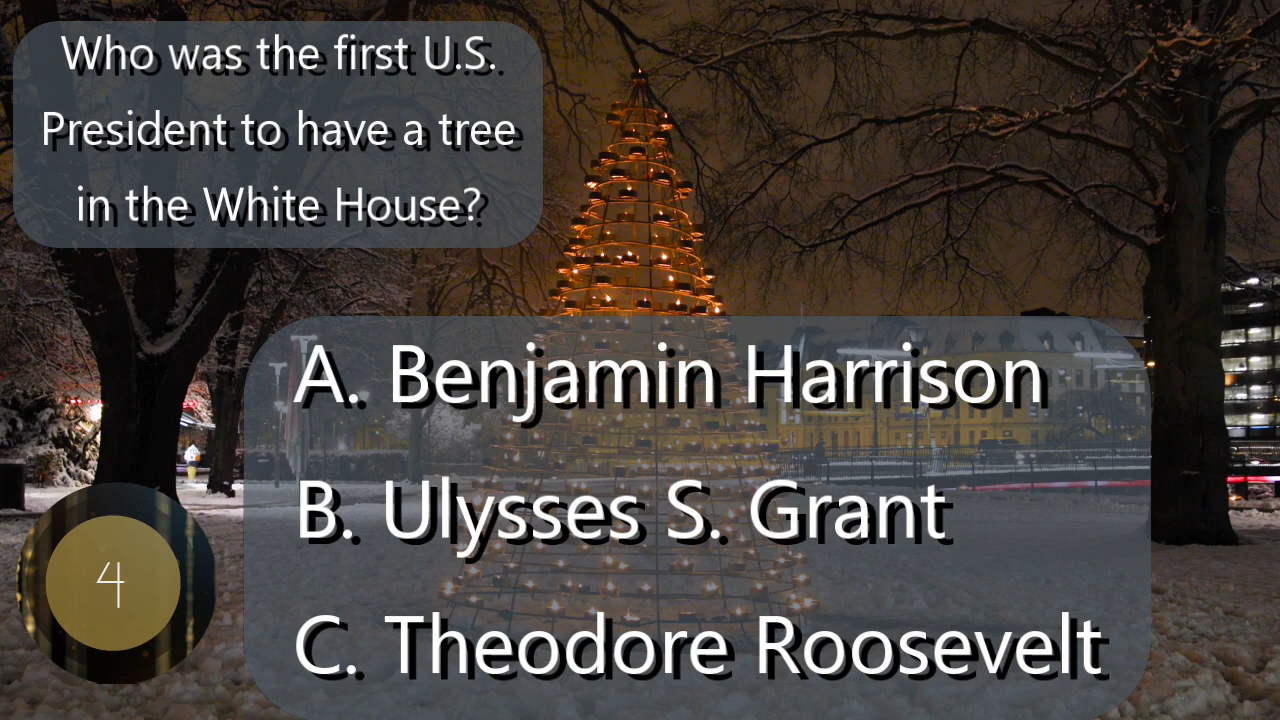 Who was the first U.S.
President to have a tree
in the White House?
A. Benjamin Harrison
B. Ulysses S. Grant
C. Theodore Roosevelt
4